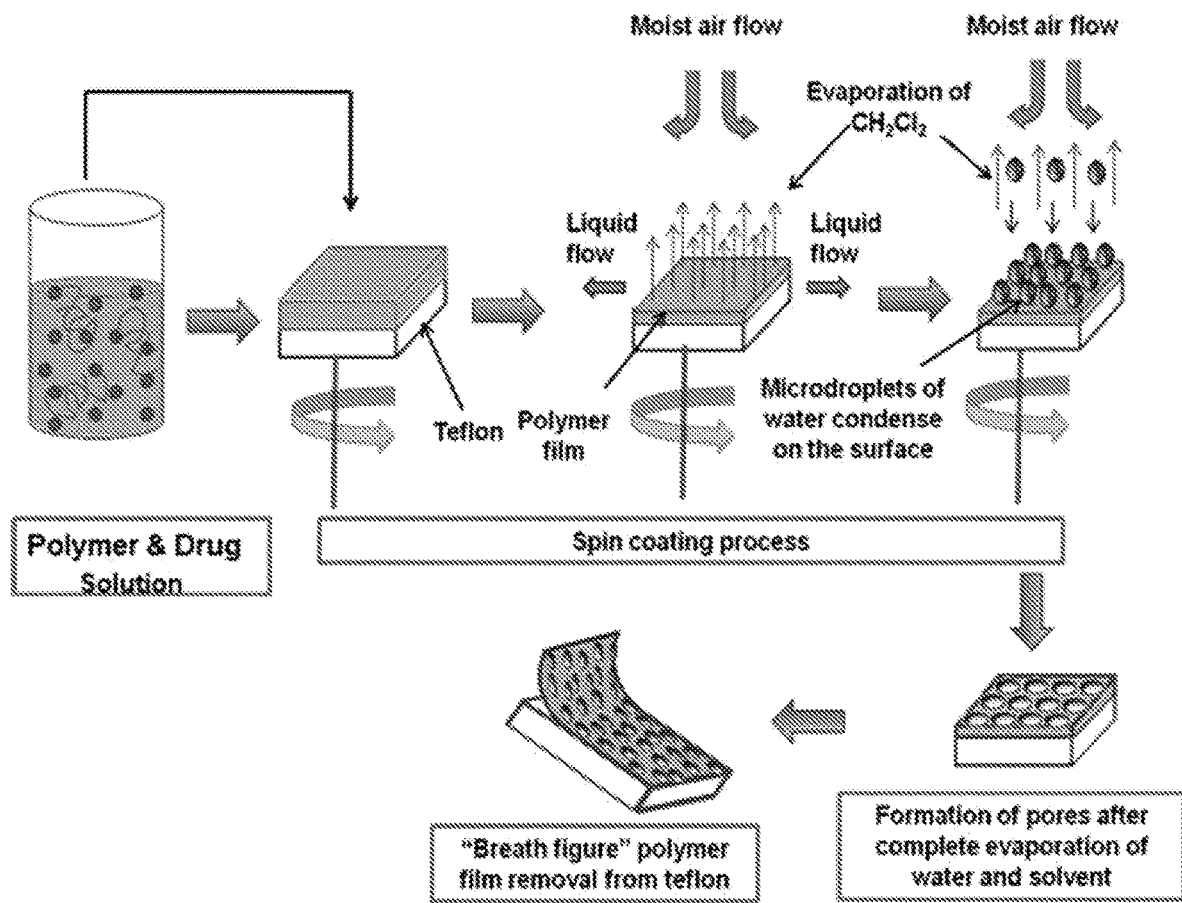 Moist air flow
Moist air flow
Evaporation of
CH₂Cl₂
Liquid
flow
Liquid
flow
Teflon
Polymer
film
Microdroplets of
water condense
on the surface
Polymer & Drug
Solution
Spin coating process
"Breath figure" polymer
film removal from teflon
Formation of pores after
complete evaporation of
water and solvent